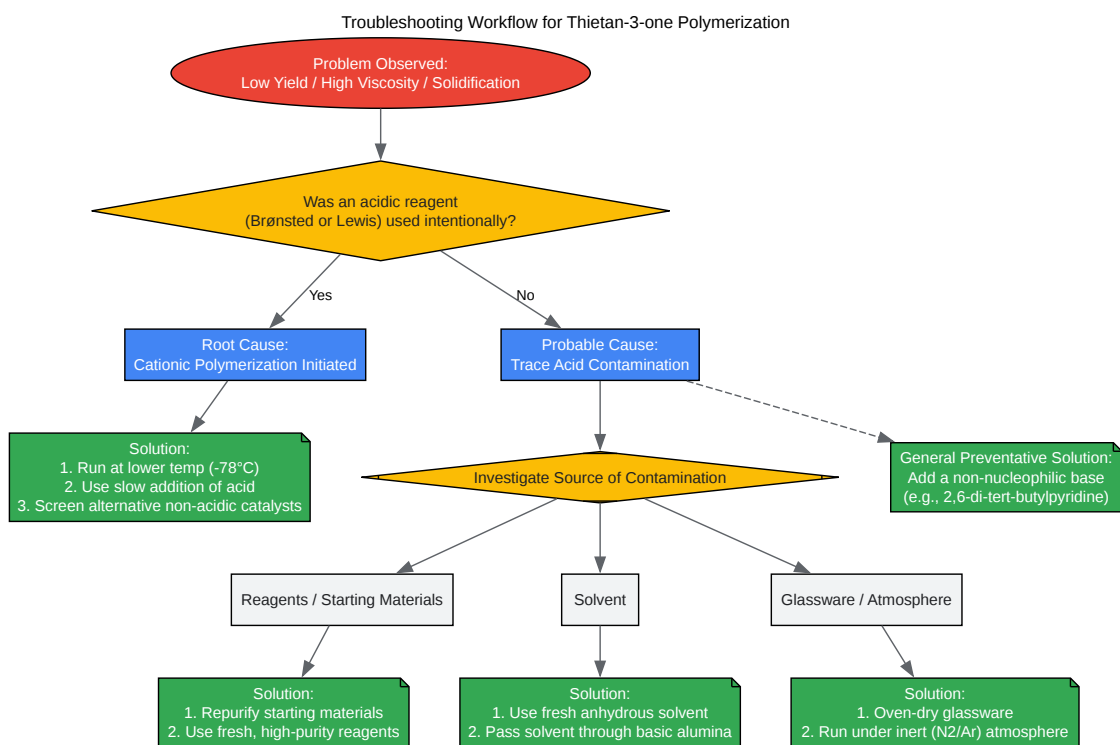 Troubleshooting Workflow for Thietan-3-one Polymerization
Problem Observed:
Low Yield / High Viscosity / Solidification
Was an acidic reagent
(Brønsted or Lewis) used intentionally?
Yes
No
Root Cause:
Cationic Polymerization Initiated
Probable Cause:
Trace Acid Contamination
Solution:
1. Run at lower temp (-78°C)
2. Use slow addition of acid
3. Screen alternative non-acidic catalysts
Investigate Source of Contamination
General Preventative Solution:
Add a non-nucleophilic base
(e.g., 2,6-di-tert-butylpyridine)
Reagents / Starting Materials
Solvent
Glassware / Atmosphere
Solution:
1. Repurify starting materials
2. Use fresh, high-purity reagents
Solution:
1. Use fresh anhydrous solvent
2. Pass solvent through basic alumina
Solution:
1. Oven-dry glassware
2. Run under inert (N2/Ar) atmosphere